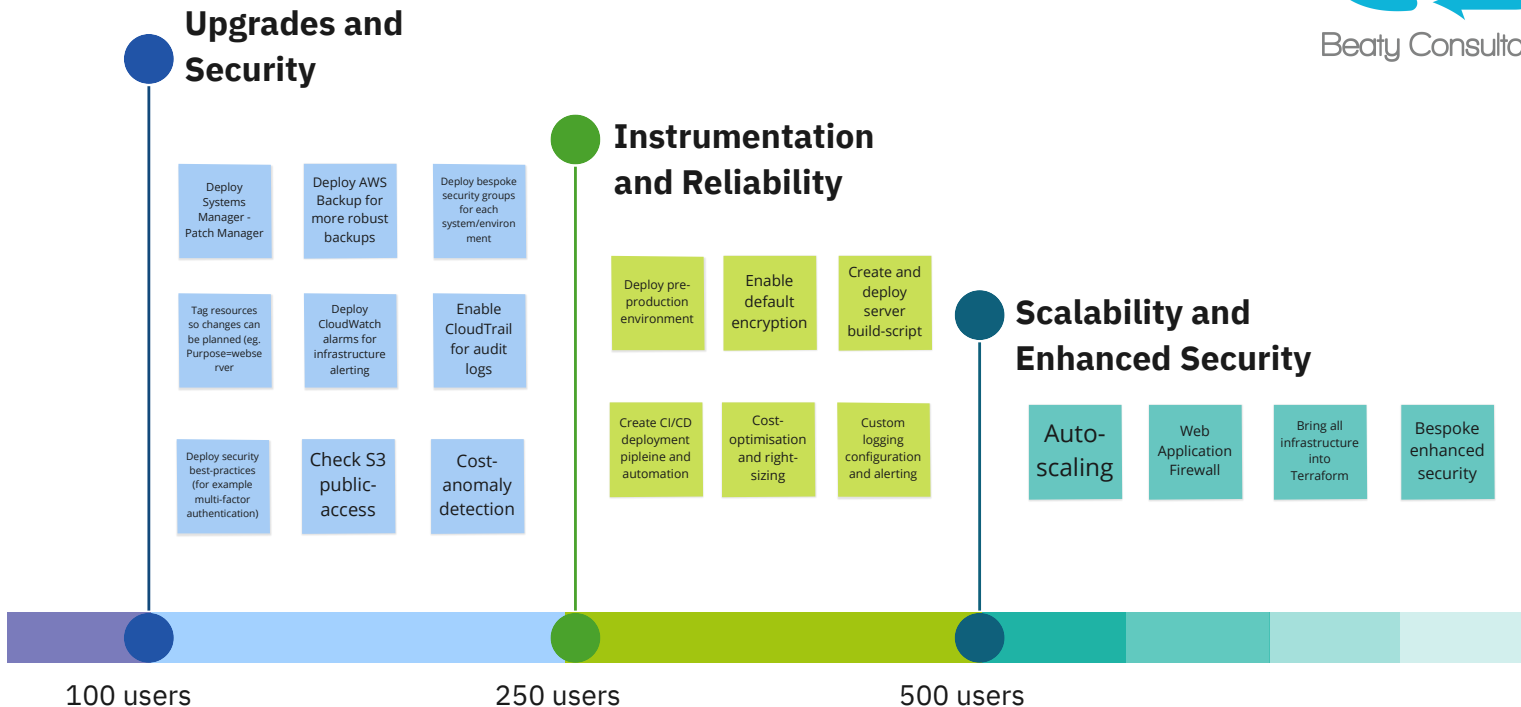 Upgrades and
Security
Beaty Consulta
Deploy
Systems
Manager -
Patch Manager
Deploy AWS
Backup for
more robust
backups
Deploy bespoke
security groups
for each
system/environ
ment
Tag resources
so changes can
be planned (eg.
Purpose=webse
rver
Deploy
CloudWatch
alarms for
infrastructure
alerting
Enable
CloudTrail
for audit
logs
Deploy security
best-practices
(for example
multi-factor
authentication)
Check S3
public-
access
Cost-
anomaly
detection
Instrumentation
and Reliability
Deploy pre-
production
environment
Enable
default
encryption
Create and
deploy
server
build-script
Create CI/CD
deployment
pipleine and
automation
Cost-
optimisation
and right-
sizing
Custom
logging
configuration
and alerting
Scalability and
Enhanced Security
Auto-
scaling
Web
Application
Firewall
Bring all
infrastructure
into
Terraform
Bespoke
enhanced
security
100 users
250 users
500 users